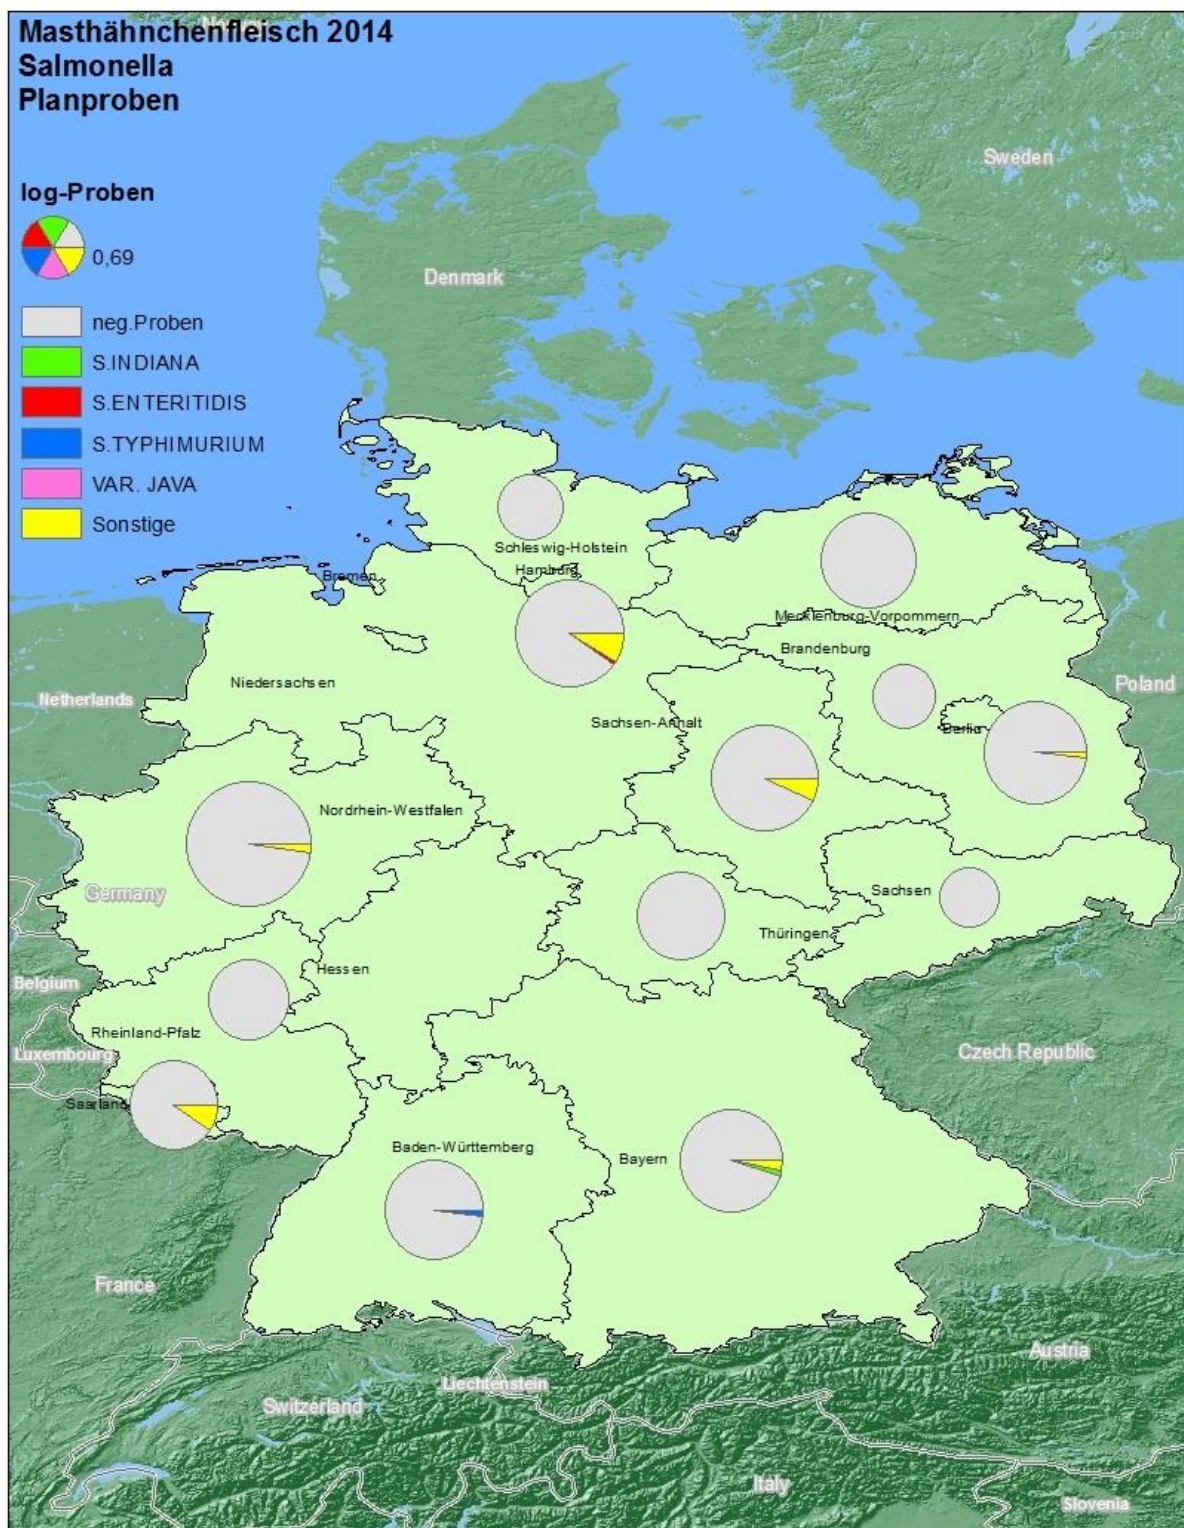 Masthähnchenfleisch 2014
Salmonella
Planproben
log-Proben
0,69
neg.Proben
S.INDIANA
S.ENTERITIDIS
S.TYPHIMURIUM
VAR. JAVA
Sonstige
Sweden
Denmark
Schleswig-Holstein
Hamburg
Bremen
Mecklenburg-Vorpommern
Brandenburg
Niedersachsen
Netherlands
Poland
Sachsen-Anhalt
Berlin
Nordrhein-Westfalen
Germany
Sachsen
Thüringen
Hessen
Belgium
Rheinland-Pfalz
Luxembourg
Czech Republic
Saarland
Baden-Württemberg
Bayern
France
Austria
Liechtenstein
Switzerland
Italy
Slovenia